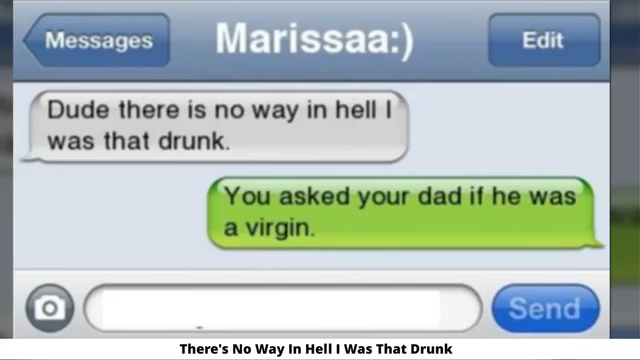 Messages
Marissaa:)
Edit
Dude there is no way in hell I
was that drunk.
You asked your dad if he was
a virgin.
Send
There's No Way In Hell I Was That Drunk